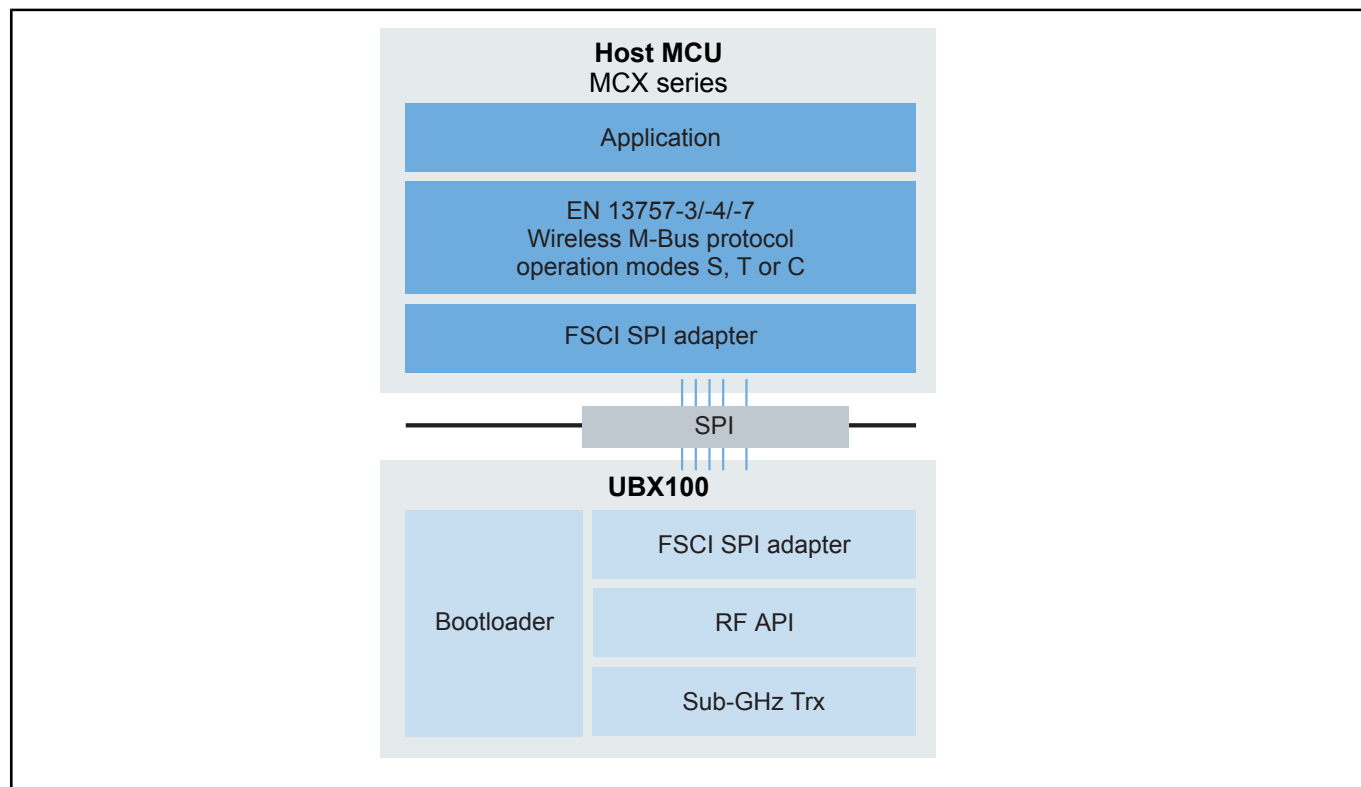 Host MCU
MCX series
Application
EN 13757-3/-4/-7
Wireless M-Bus protocol
operation modes S, T or C
FSCI SPI adapter
SPI
UBX100
Bootloader
FSCI SPI adapter
RF API
Sub-GHz Trx